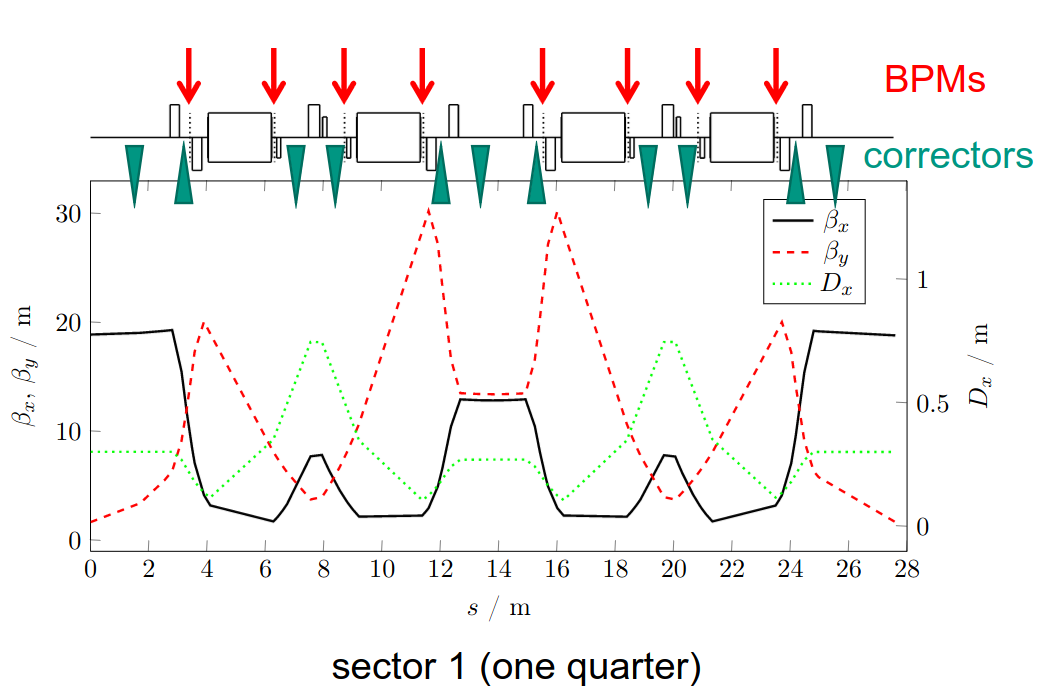 BPMs
correctors
30
20
10
0
βx, βy / m
βx
βy
Dx
1
0.5
0
Dx / m
0 2 4 6 8 10 12 14 16 18 20 22 24 26 28
s / m
sector 1 (one quarter)